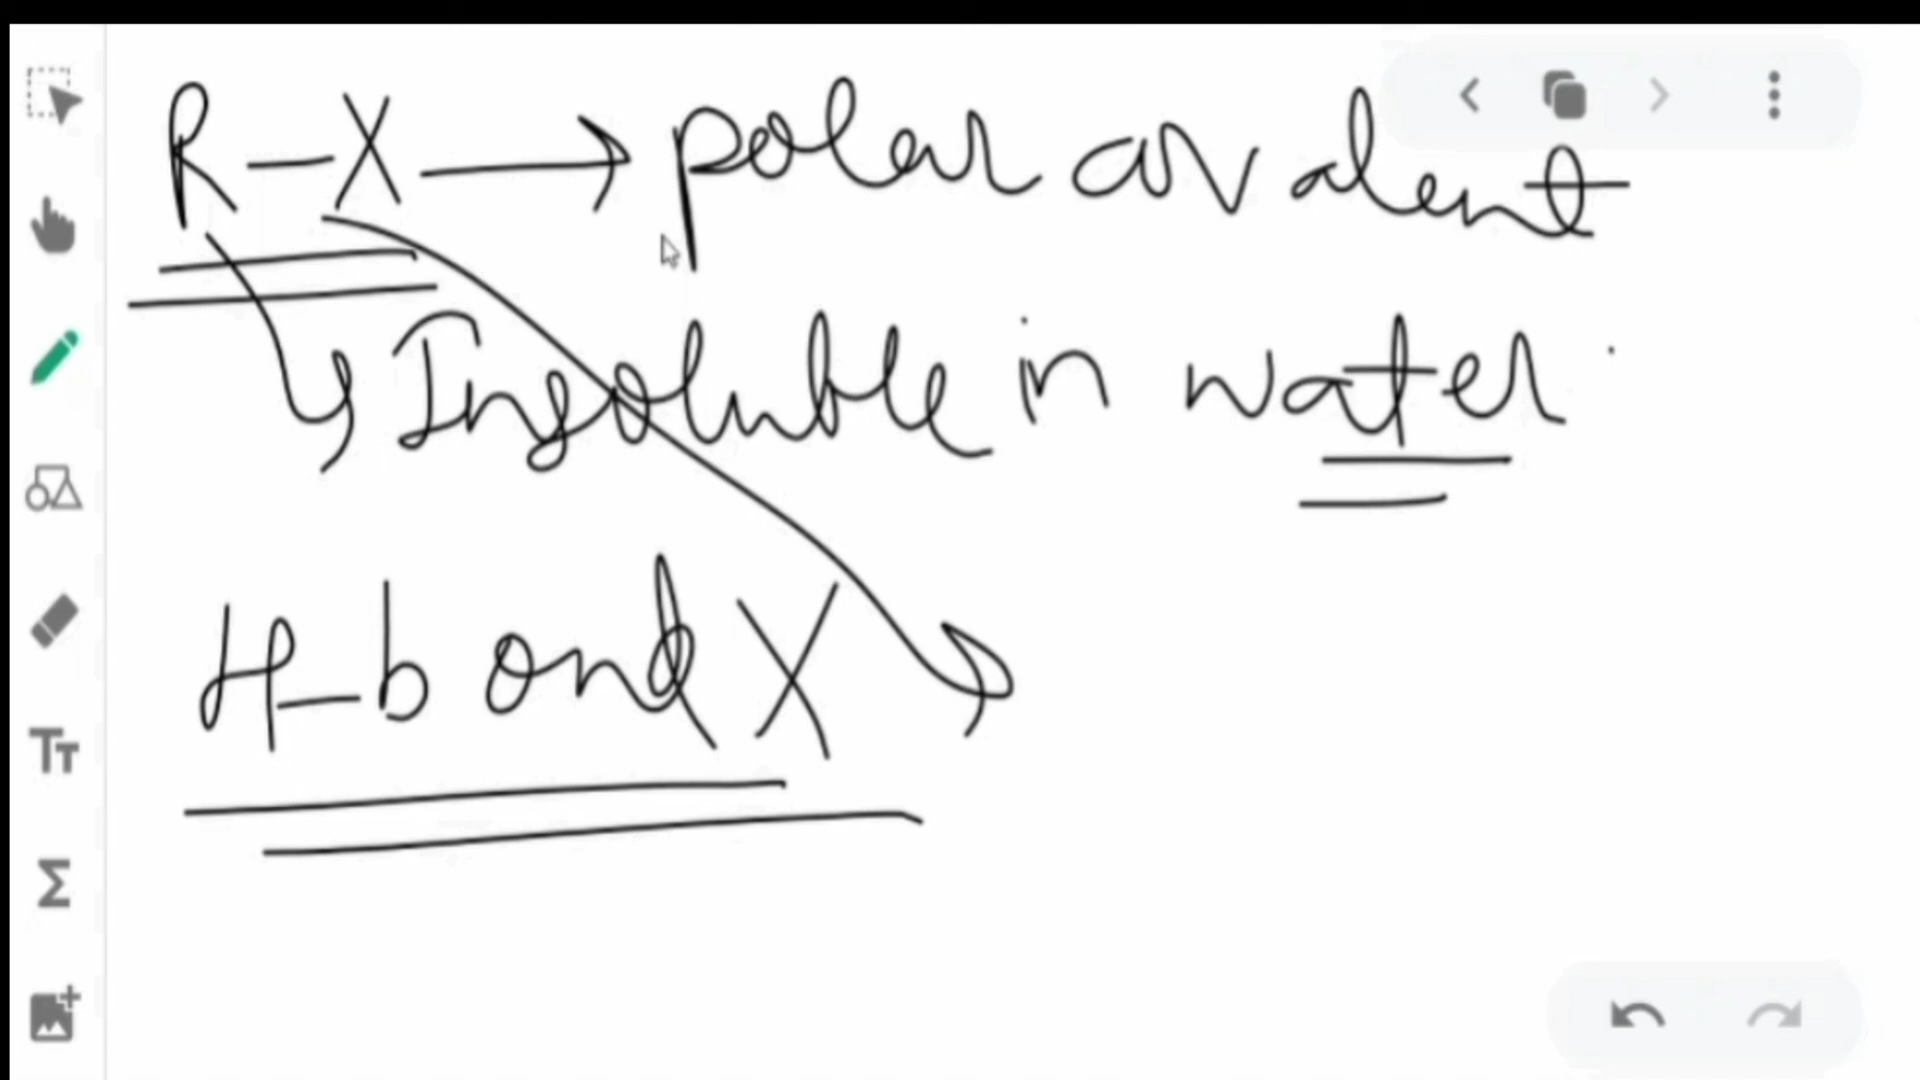 R-X → polar covalent
↳ Insoluble in water.
H-bond X